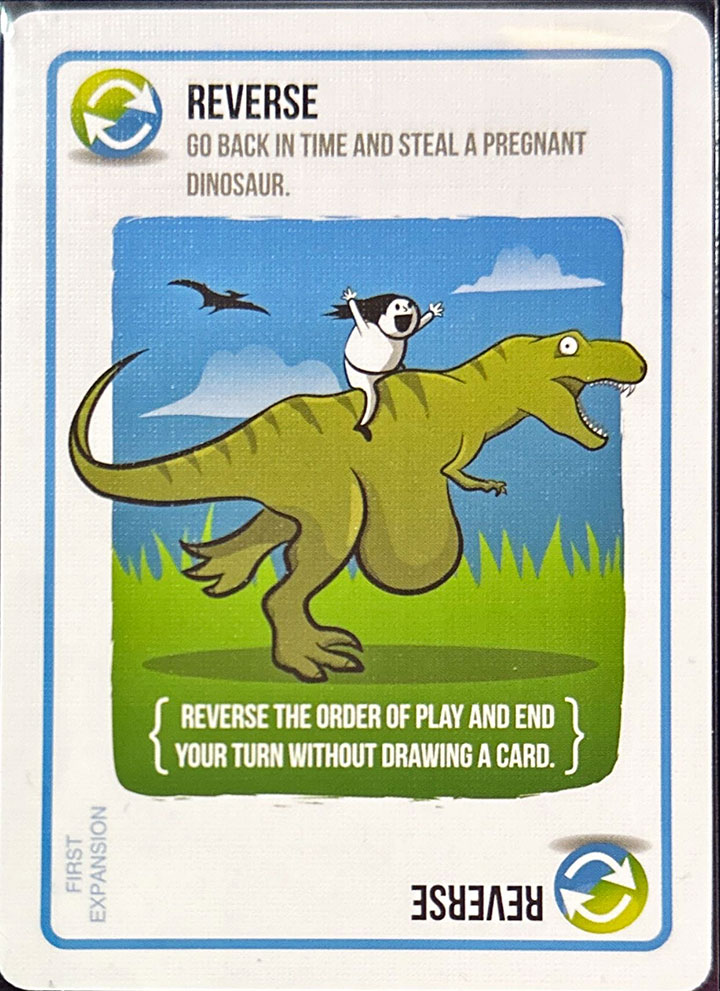 REVERSE
GO BACK IN TIME AND STEAL A PREGNANT
DINOSAUR.
{ REVERSE THE ORDER OF PLAY AND END
YOUR TURN WITHOUT DRAWING A CARD. }
FIRST
EXPANSION
REVERSE